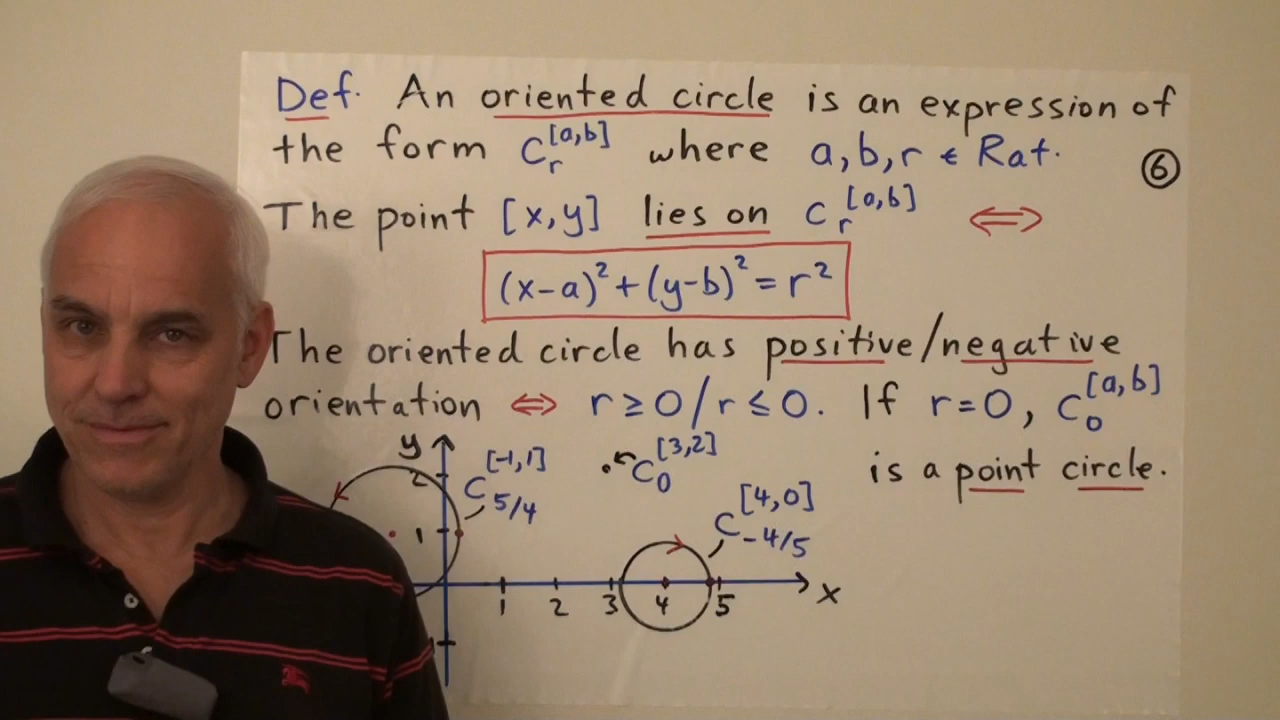 Def. An oriented circle is an expression of
the form C_r^[a,b] where a, b, r ϵ Rat.
⑥
The point [x,y] lies on C_r^[a,b] ⇔
(x-a)²+(y-b)²=r²
The oriented circle has positive/negative
orientation ⇔ r≥0/r≤0. If r=0, C_0^[a,b]
is a point circle.
y
2
C_5/4^[-1,1]
C_0^[3,2]
C_-4/5^[4,0]
1
1 2 3 4 5 x